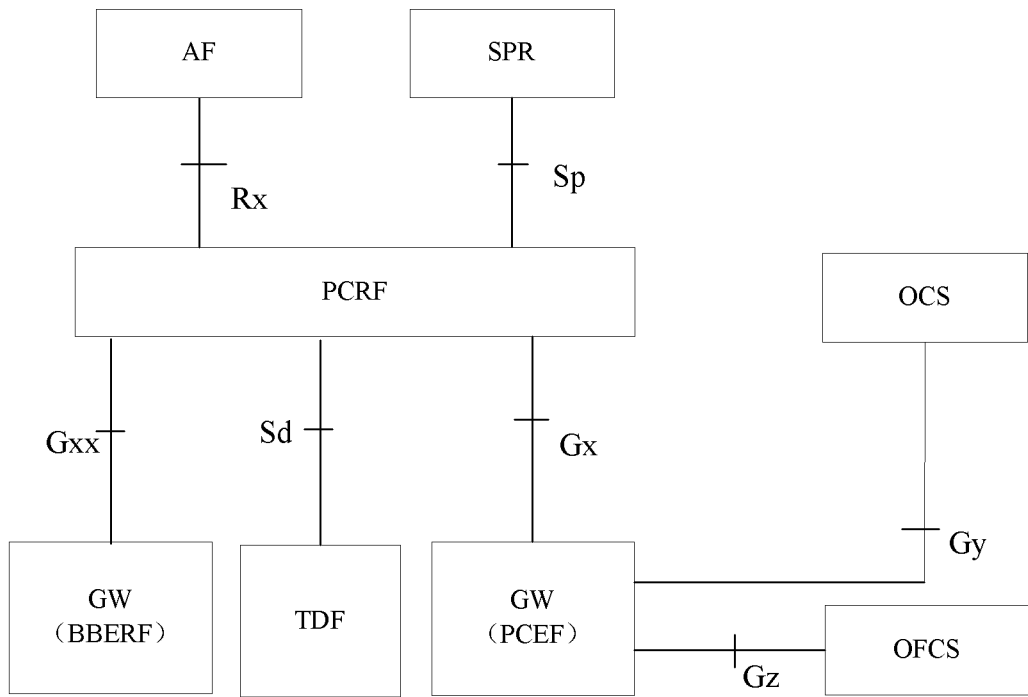 AF
SPR
Rx
Sp
PCRF
OCS
Gxx
Sd
Gx
Gy
GW
（BBERF）
TDF
GW
（PCEF）
OFCS
Gz